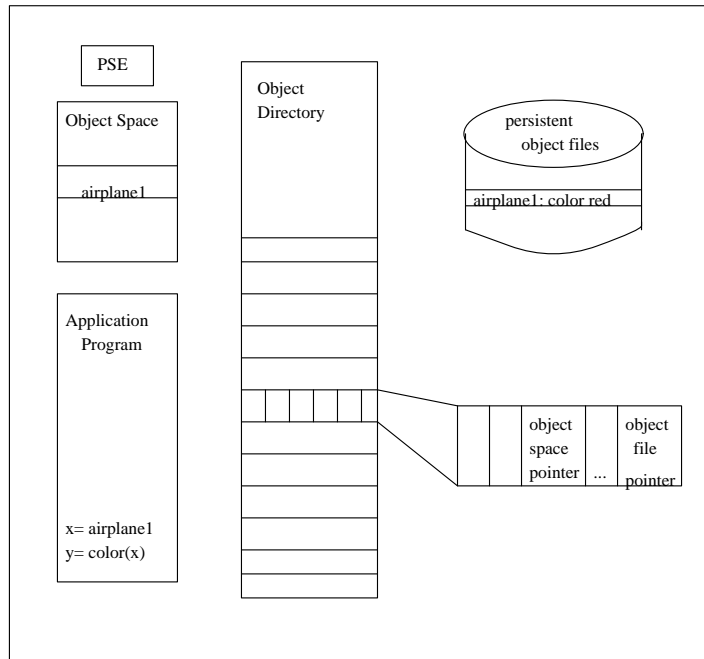 PSE
Object Space
airplane1
Application
Program
x= airplane1
y= color(x)
Object
Directory
persistent
object files
airplane1: color red
object
space
pointer
...
object
file
pointer